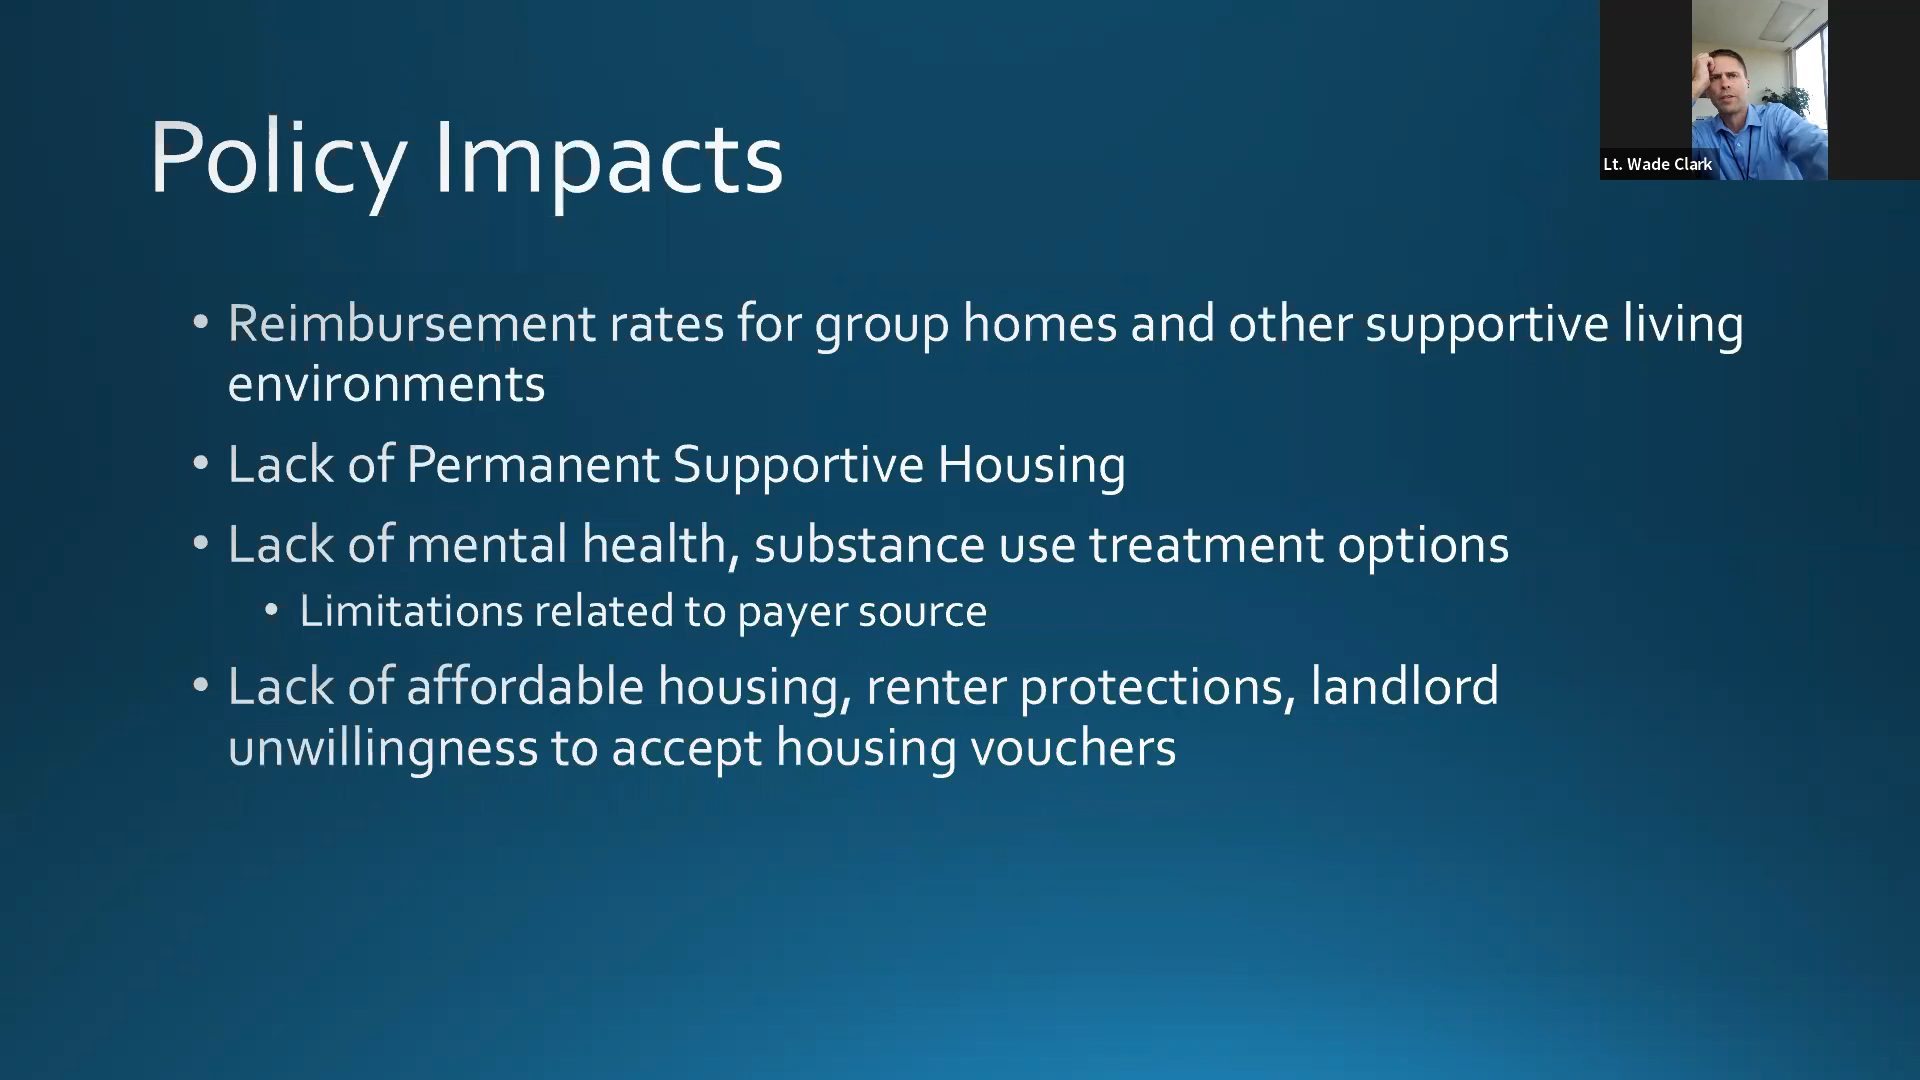 Policy Impacts
Lt. Wade Clark
• Reimbursement rates for group homes and other supportive living
environments
• Lack of Permanent Supportive Housing
• Lack of mental health, substance use treatment options
• Limitations related to payer source
• Lack of affordable housing, renter protections, landlord
unwillingness to accept housing vouchers